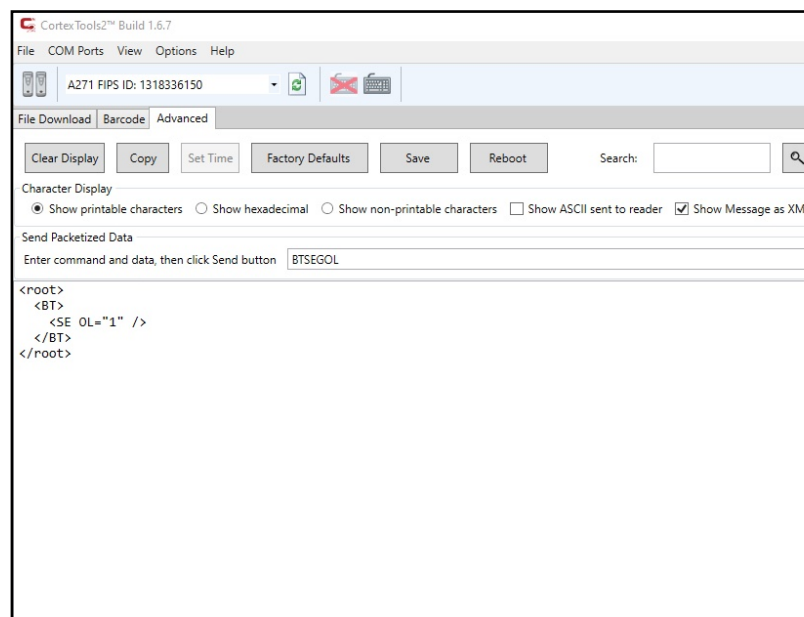 CortexTools2™ Build 1.6.7
File COM Ports View Options Help
A271 FIPS ID: 1318336150
File Download Barcode Advanced
Clear Display Copy Set Time Factory Defaults Save Reboot Search:
Character Display
Show printable characters Show hexadecimal Show non-printable characters Show ASCII sent to reader Show Message as XM
Send Packetized Data
Enter command and data, then click Send button BTSEGOL
<root>
<BT>
<SE OL="1" />
</BT>
</root>